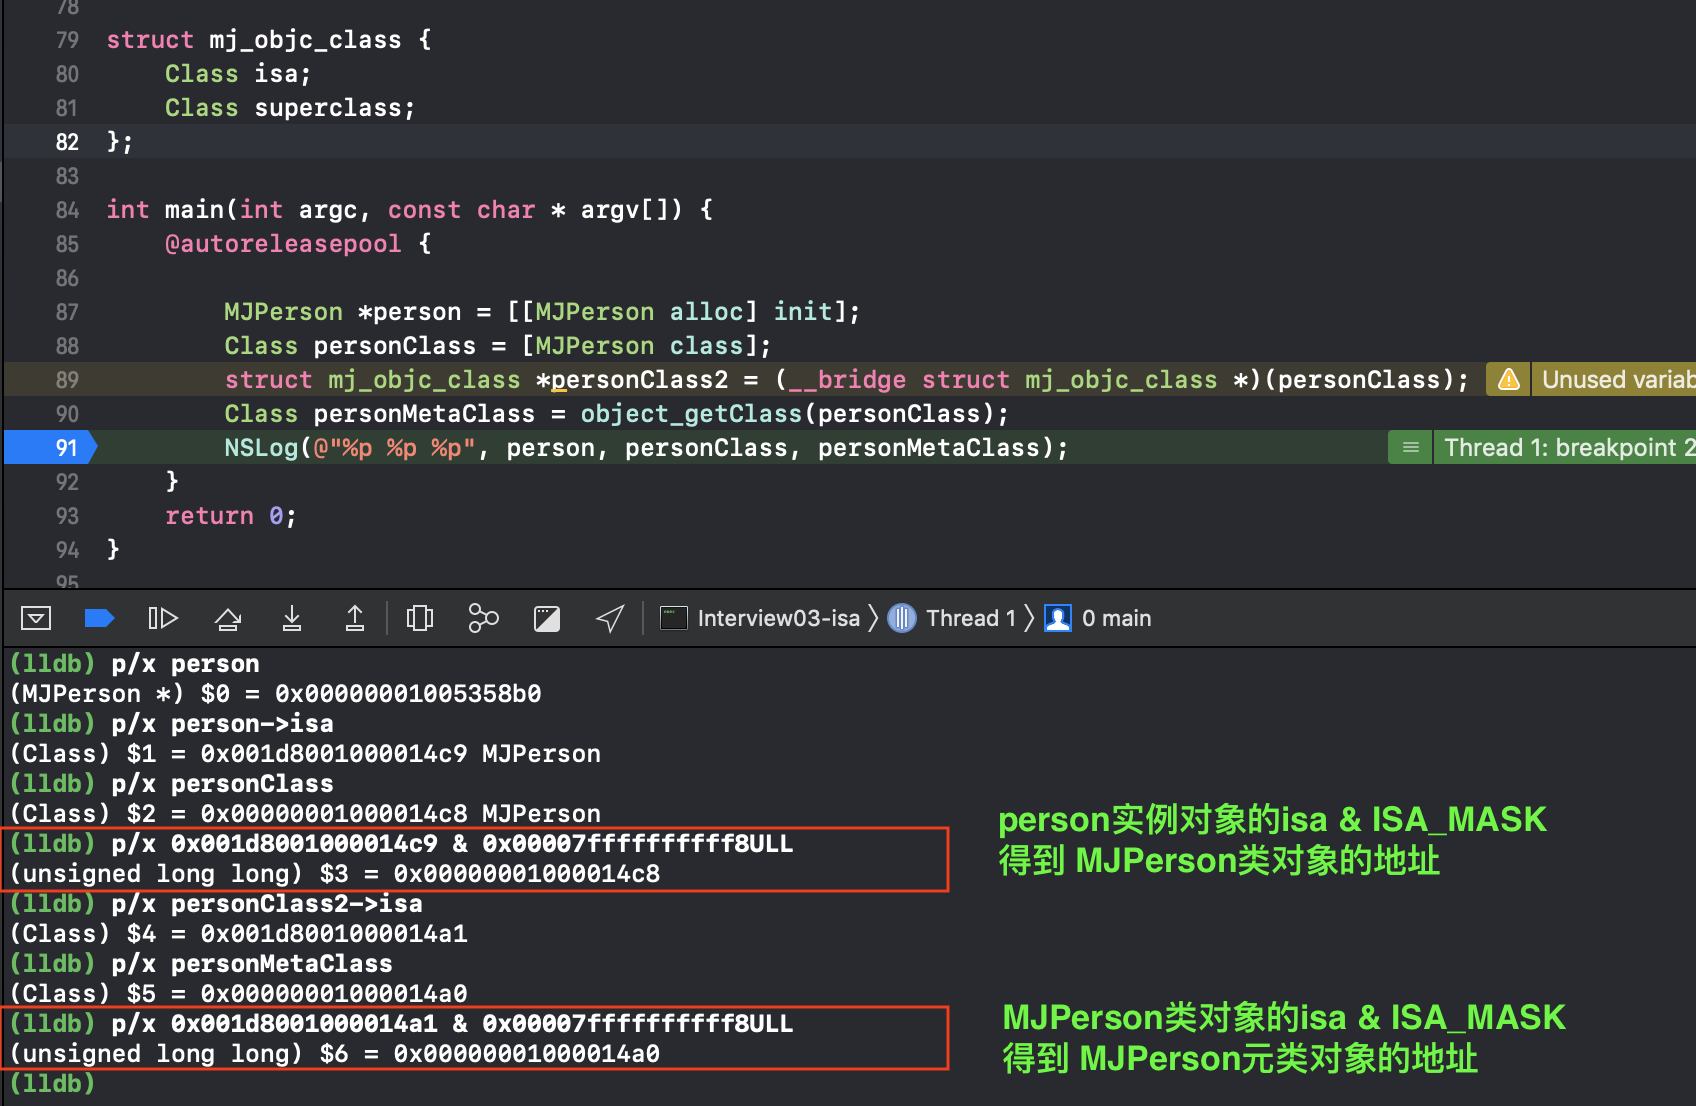 78
79 struct mj_objc_class {
80     Class isa;
81     Class superclass;
82 };
83
84 int main(int argc, const char * argv[]) {
85     @autoreleasepool {
86
87         MJPerson *person = [[MJPerson alloc] init];
88         Class personClass = [MJPerson class];
89         struct mj_objc_class *personClass2 = (__bridge struct mj_objc_class *)(personClass); Unused variab
90         Class personMetaClass = object_getClass(personClass);
91         NSLog(@"%p %p %p", person, personClass, personMetaClass); Thread 1: breakpoint 2
92     }
93     return 0;
94 }
95
Interview03-isa 〉 Thread 1 〉 0 main
(lldb) p/x person
(MJPerson *) $0 = 0x00000001005358b0
(lldb) p/x person->isa
(Class) $1 = 0x001d8001000014c9 MJPerson
(lldb) p/x personClass
(Class) $2 = 0x00000001000014c8 MJPerson
(lldb) p/x 0x001d8001000014c9 & 0x00007ffffffffff8ULL
(unsigned long long) $3 = 0x00000001000014c8
person实例对象的isa & ISA_MASK
得到 MJPerson类对象的地址
(lldb) p/x personClass2->isa
(Class) $4 = 0x001d8001000014a1
(lldb) p/x personMetaClass
(Class) $5 = 0x00000001000014a0
(lldb) p/x 0x001d8001000014a1 & 0x00007ffffffffff8ULL
(unsigned long long) $6 = 0x00000001000014a0
(lldb)
MJPerson类对象的isa & ISA_MASK
得到 MJPerson元类对象的地址